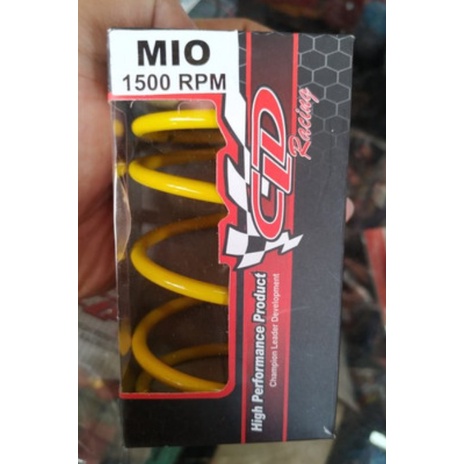 MIO
1500 RPM
CLD
Racing
High Performance Product
Champion Leader Development